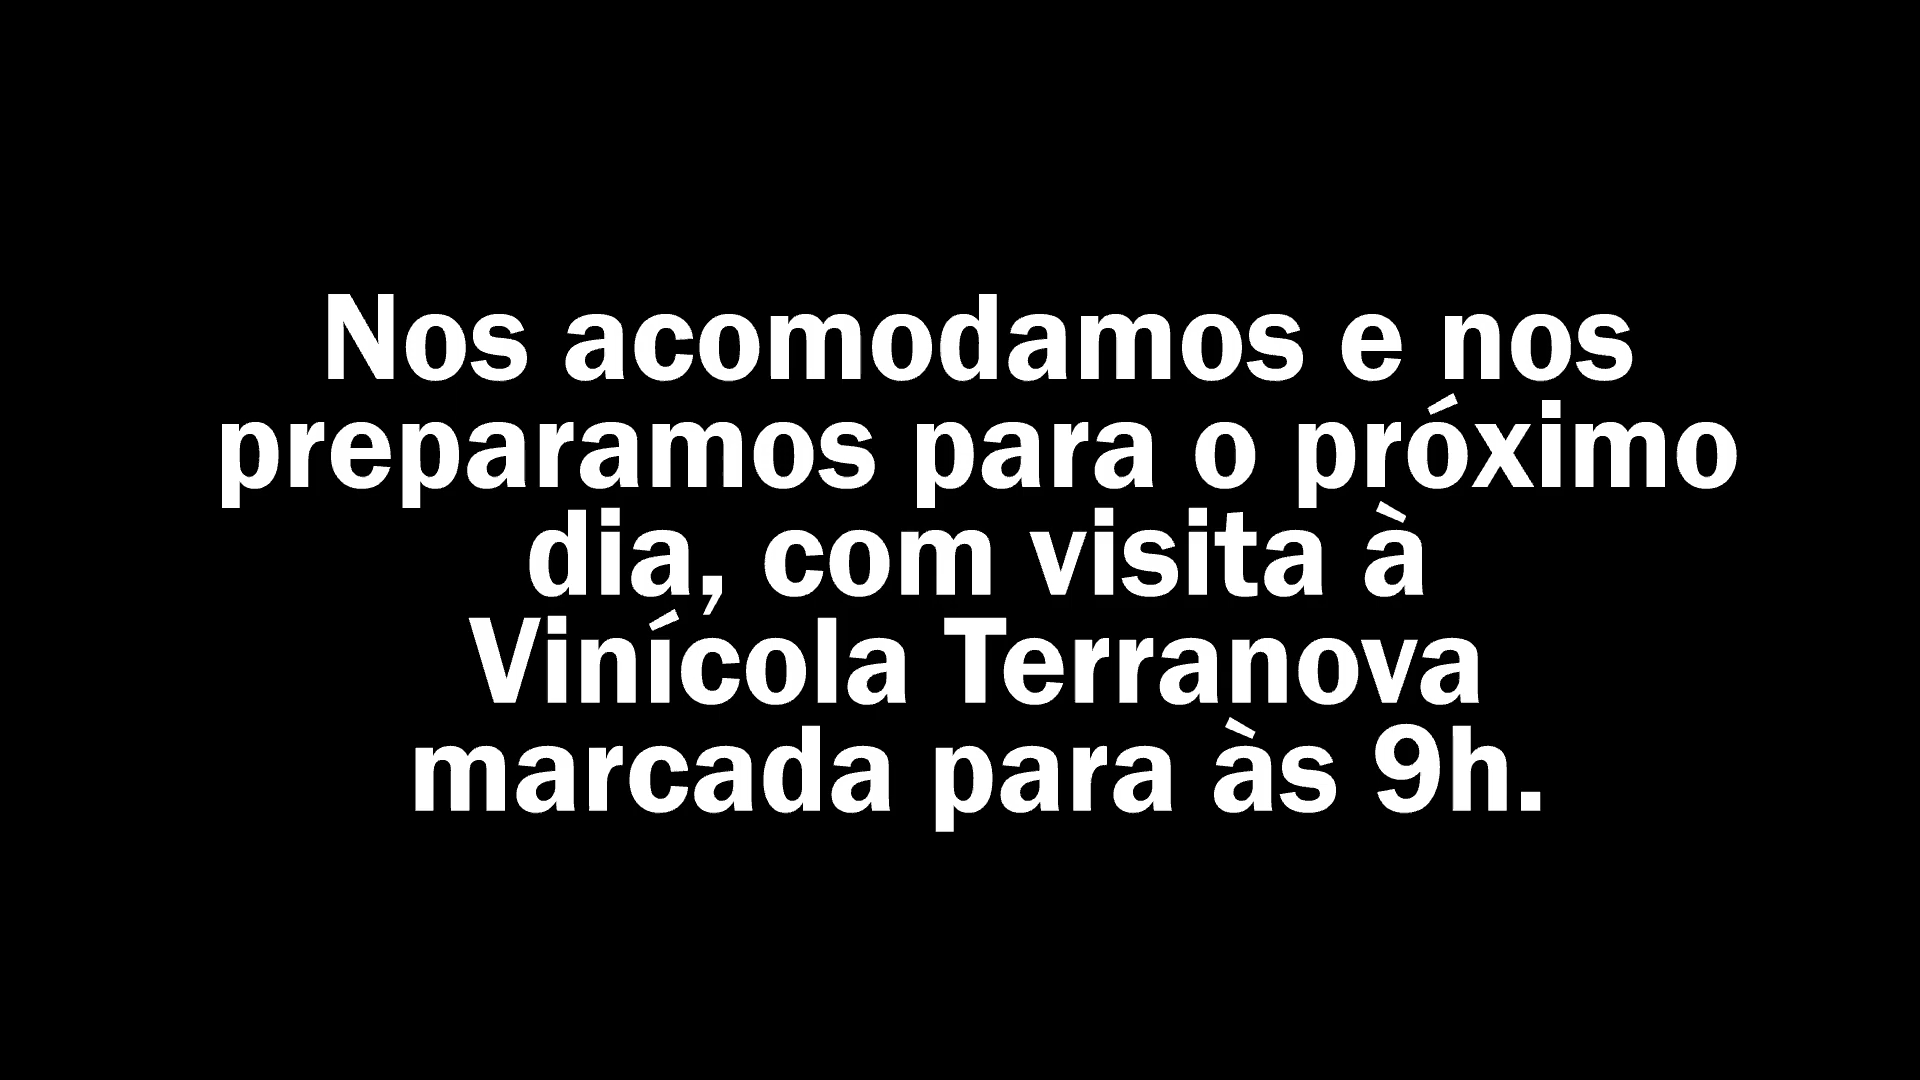 Nos acomodamos e nos
preparamos para o próximo
dia, com visita à
Vinícola Terranova
marcada para às 9h.